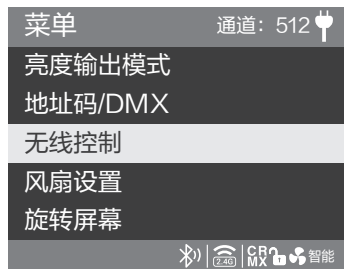 菜单 通道：512
亮度输出模式
地址码/DMX
无线控制
风扇设置
旋转屏幕
2.4G CRMX 智能